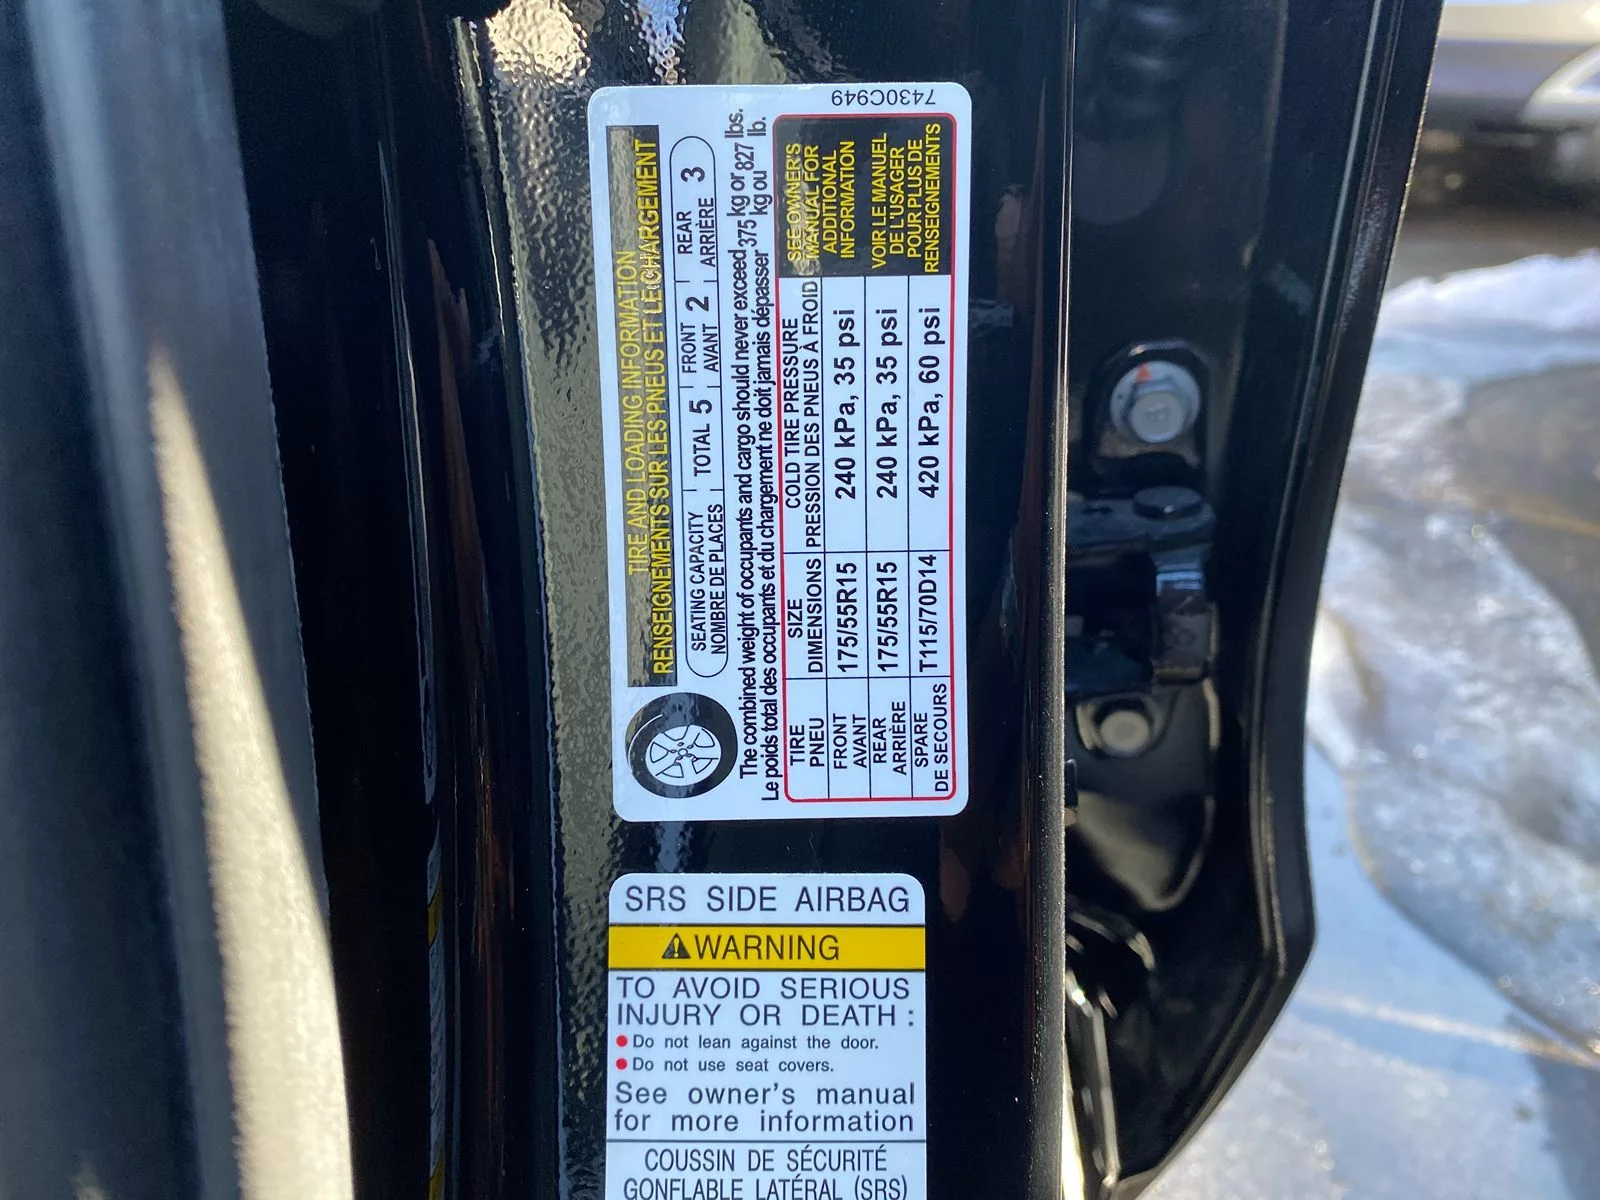 7430C949
TIRE AND LOADING INFORMATION
RENSEIGNEMENTS SUR LES PNEUS ET LE CHARGEMENT
SEATING CAPACITY
NOMBRE DE PLACES
TOTAL 5
FRONT
AVANT 2
REAR
ARRIÈRE 3
The combined weight of occupants and cargo should never exceed 375 kg or 827 lbs.
Le poids total des occupants et du chargement ne doit jamais dépasser kg ou lb.
TIRE
PNEU
SIZE
DIMENSIONS
COLD TIRE PRESSURE
PRESSION DES PNEUS À FROID
FRONT
AVANT
175/55R15
240 kPa, 35 psi
REAR
ARRIÈRE
175/55R15
240 kPa, 35 psi
SPARE
DE SECOURS
T115/70D14
420 kPa, 60 psi
SEE OWNER'S
MANUAL FOR
ADDITIONAL
INFORMATION
VOIR LE MANUEL
DE L'USAGER
POUR PLUS DE
RENSEIGNEMENTS
SRS SIDE AIRBAG
WARNING
TO AVOID SERIOUS
INJURY OR DEATH :
Do not lean against the door.
Do not use seat covers.
See owner's manual
for more information
COUSSIN DE SÉCURITÉ
GONFLABLE LATÉRAL (SRS)